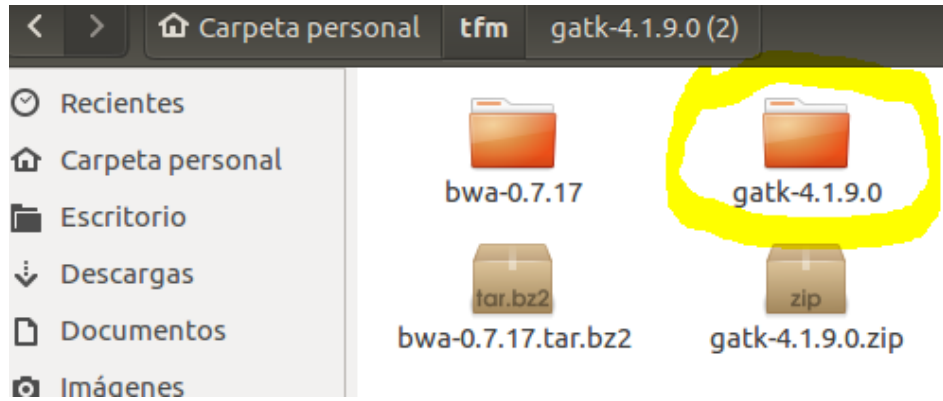 Carpeta personal tfm gatk-4.1.9.0 (2)
Recientes
Carpeta personal
Escritorio
Descargas
Documentos
Imágenes
bwa-0.7.17
gatk-4.1.9.0
tar.bz2
bwa-0.7.17.tar.bz2
zip
gatk-4.1.9.0.zip